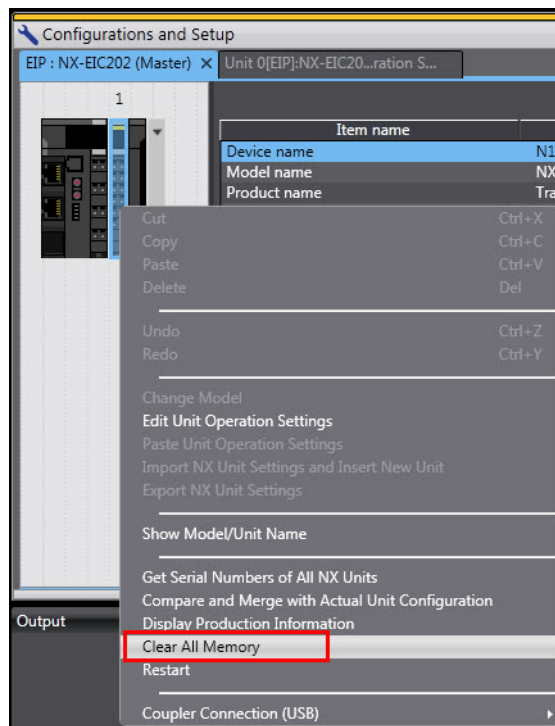 Configurations and Setup
EIP : NX-EIC202 (Master) × Unit 0[EIP]:NX-EIC20...ration S...
1
Item name
Device name N1
Model name NX
Product name Tra
Cut Ctrl+X
Copy Ctrl+C
Paste Ctrl+V
Delete Del
Undo Ctrl+Z
Redo Ctrl+Y
Change Model
Edit Unit Operation Settings
Paste Unit Operation Settings
Import NX Unit Settings and Insert New Unit
Export NX Unit Settings
Show Model/Unit Name
Get Serial Numbers of All NX Units
Compare and Merge with Actual Unit Configuration
Output Display Production Information
Clear All Memory
Restart
Coupler Connection (USB)